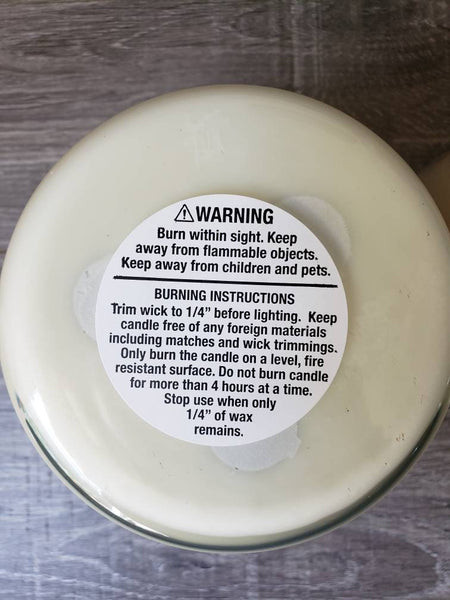 ⚠WARNING
Burn within sight. Keep
away from flammable objects.
Keep away from children and pets.
BURNING INSTRUCTIONS
Trim wick to 1/4” before lighting. Keep
candle free of any foreign materials
including matches and wick trimmings.
Only burn the candle on a level, fire
resistant surface. Do not burn candle
for more than 4 hours at a time.
Stop use when only
1/4” of wax
remains.